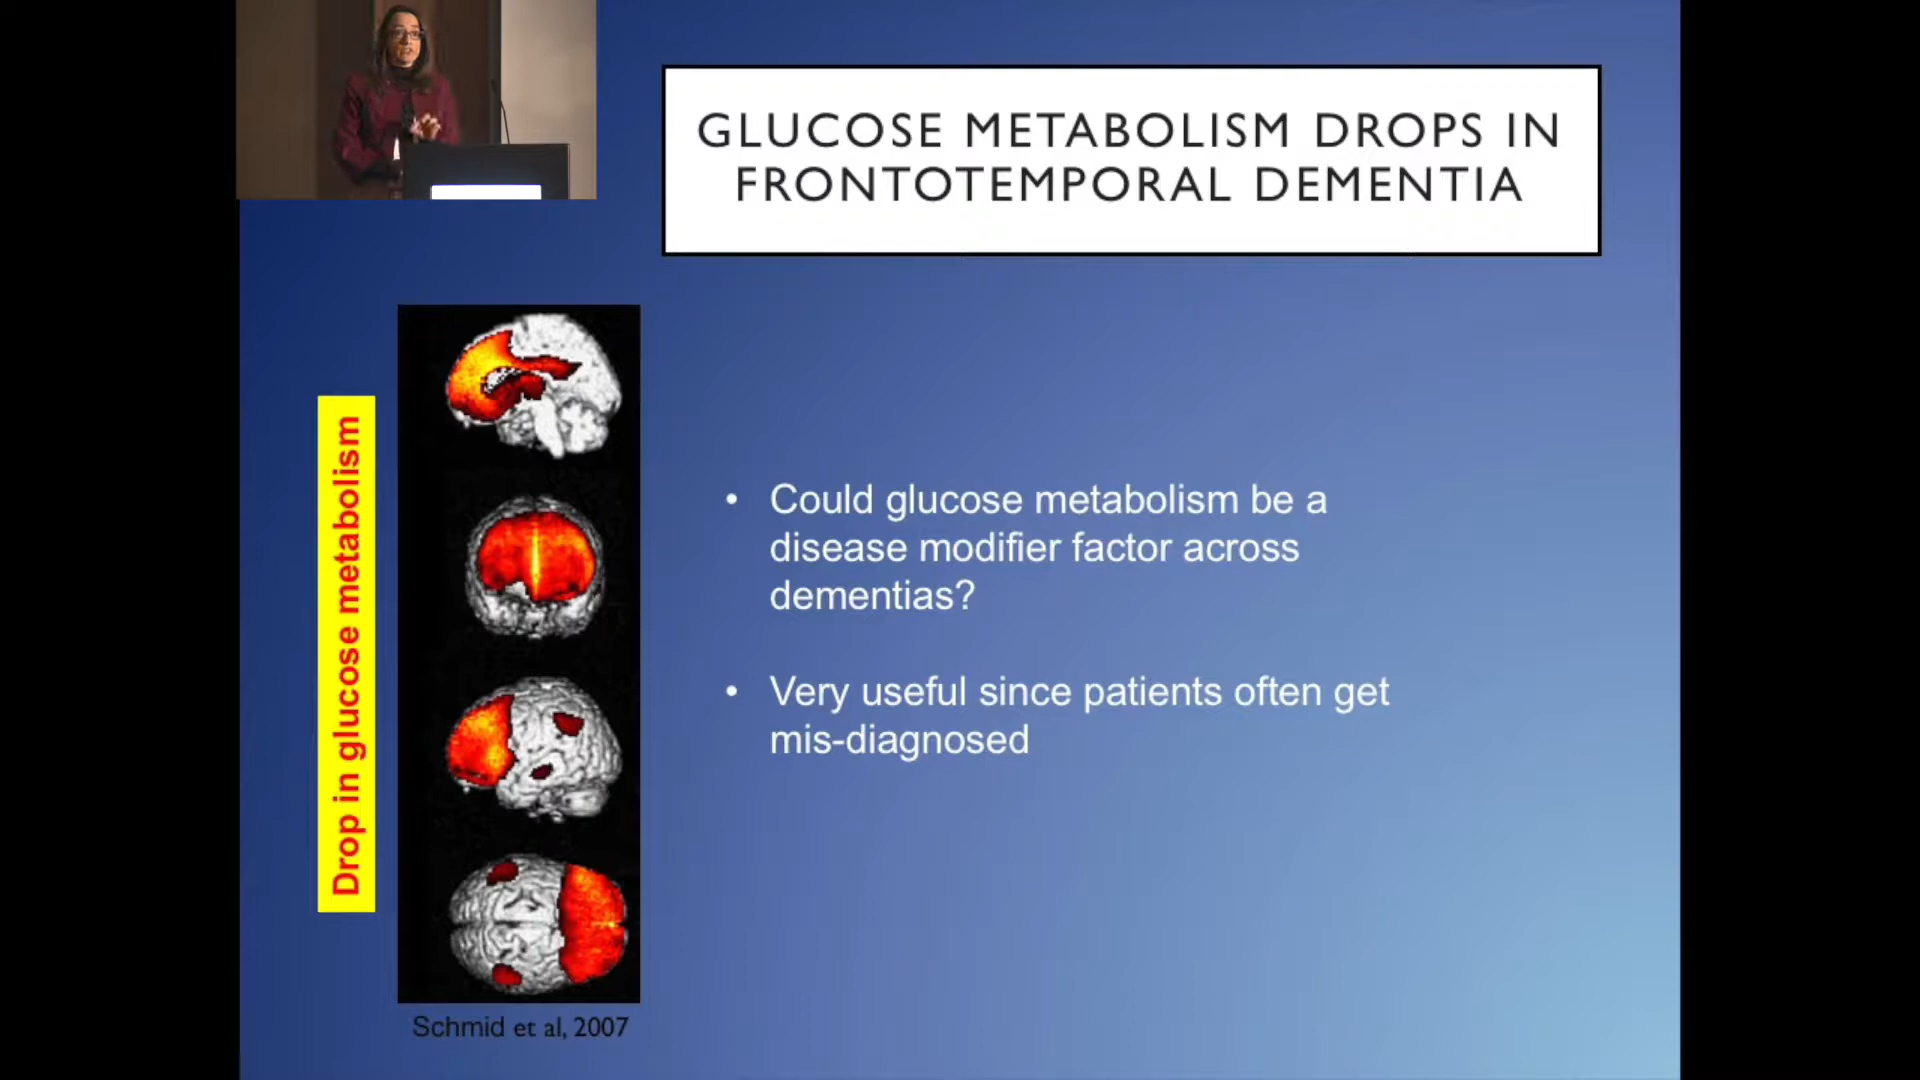 GLUCOSE METABOLISM DROPS IN
FRONTOTEMPORAL DEMENTIA
Drop in glucose metabolism
• Could glucose metabolism be a
disease modifier factor across
dementias?
• Very useful since patients often get
mis-diagnosed
Schmid et al, 2007